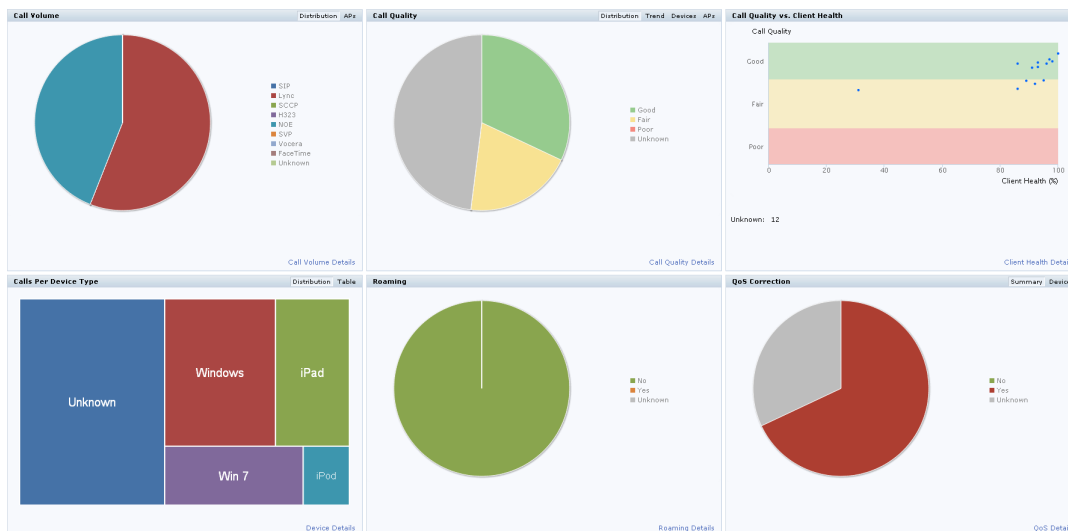 Call Volume
Distribution APs
SIP
Lync
SCCP
H323
NOE
SVP
Vocera
FaceTime
Unknown
Call Volume Details
Call Quality
Distribution Trend Devices APs
Good
Fair
Poor
Unknown
Call Quality Details
Call Quality vs. Client Health
Call Quality
Good
Fair
Poor
0 20 40 60 80 100
Client Health (%)
Unknown: 12
Client Health Detai
Calls Per Device Type
Distribution Table
Unknown
Windows
iPad
Win 7
iPod
Device Details
Roaming
No
Yes
Unknown
Roaming Details
QoS Correction
Summary Device
No
Yes
Unknown
QoS Detai